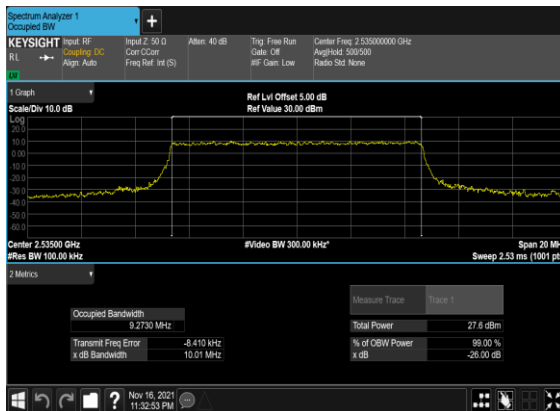 Spectrum Analyzer 1
Occupied BW
KEYSIGHT
RL
Input: RF
Coupling: DC
Align: Auto
Input Z: 50 Ω
Corr CCorr
Freq Ref: Int (S)
Atten: 40 dB
Trig: Free Run
Gate: Off
#IF Gain: Low
Center Freq: 2.535000000 GHz
Avg|Hold: 500/500
Radio Std: None
1 Graph
Scale/Div 10.0 dB
Ref Lvl Offset 5.00 dB
Ref Value 30.00 dBm
Log
20.0
10.0
0.00
-10.0
-20.0
-30.0
-40.0
-50.0
-60.0
Center 2.53500 GHz
#Res BW 100.00 kHz
#Video BW 300.00 kHz*
Span 20 MH
Sweep 2.53 ms (1001 pts
2 Metrics
Measure Trace
Trace 1
Occupied Bandwidth
9.2730 MHz
Total Power
27.6 dBm
Transmit Freq Error
-8.410 kHz
% of OBW Power
99.00 %
x dB Bandwidth
10.01 MHz
x dB
-26.00 dB
Nov 16, 2021
11:32:53 PM